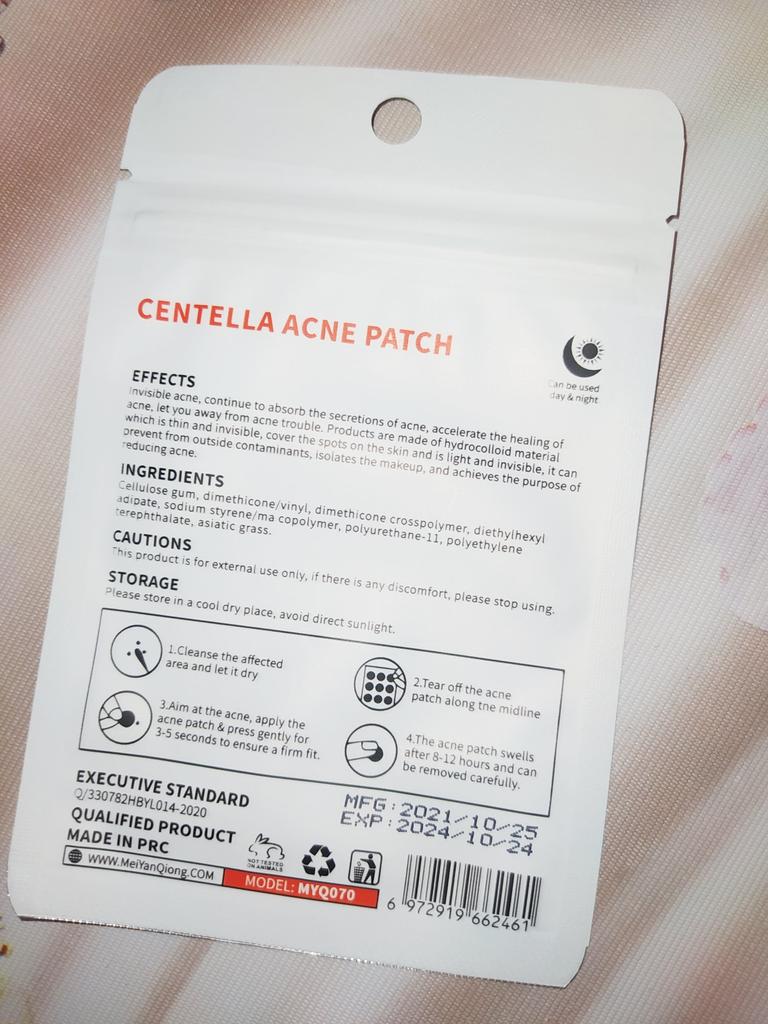 CENTELLA ACNE PATCH
Can be used
day & night
EFFECTS
Invisible acne, continue to absorb the secretions of acne, accelerate the healing of
acne, let you away from acne trouble. Products are made of hydrocolloid material
which is thin and invisible, cover the spots on the skin and is light and invisible, it can
prevent from outside contaminants, isolates the makeup, and achieves the purpose of
reducing acne.
INGREDIENTS
Cellulose gum, dimethicone/vinyl, dimethicone crosspolymer, diethylhexyl
adipate, sodium styrene/ma copolymer, polyurethane-11, polyethylene
terephthalate, asiatic grass.
CAUTIONS
This product is for external use only, if there is any discomfort, please stop using.
STORAGE
Please store in a cool dry place, avoid direct sunlight.
1.Cleanse the affected
area and let it dry
2.Tear off the acne
patch along the midline
3.Aim at the acne, apply the
acne patch & press gently for
3-5 seconds to ensure a firm fit.
4.The acne patch swells
after 8-12 hours and can
be removed carefully.
EXECUTIVE STANDARD
Q/330782HBYL014-2020
QUALIFIED PRODUCT
MADE IN PRC
MFG:2021/10/25
EXP:2024/10/24
NOT TESTED
ON ANIMALS
WWW.MeiYanQiong.COM
MODEL: MYQ070
6 972919 662461